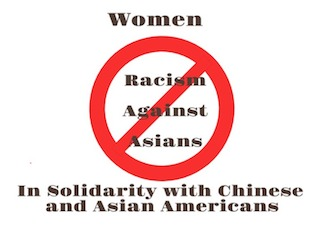 Women
Racism
Against
Asians
In Solidarity with Chinese
and Asian Americans